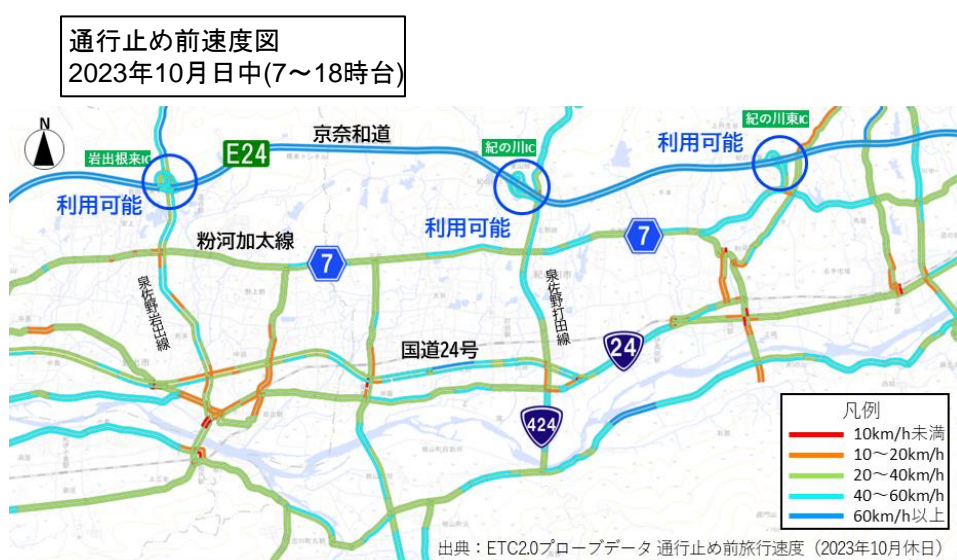 通行止め前速度図
2023年10月日中(7～18時台)
N
岩出根来IC
E24
京奈和道
紀の川IC
紀の川東IC
利用可能
利用可能
利用可能
粉河加太線
7
7
泉佐野岩出線
泉佐野打田線
国道24号
24
424
凡例
10km/h未満
10～20km/h
20～40km/h
40～60km/h
60km/h以上
出典：ETC2.0プローブデータ 通行止め前旅行速度（2023年10月休日）